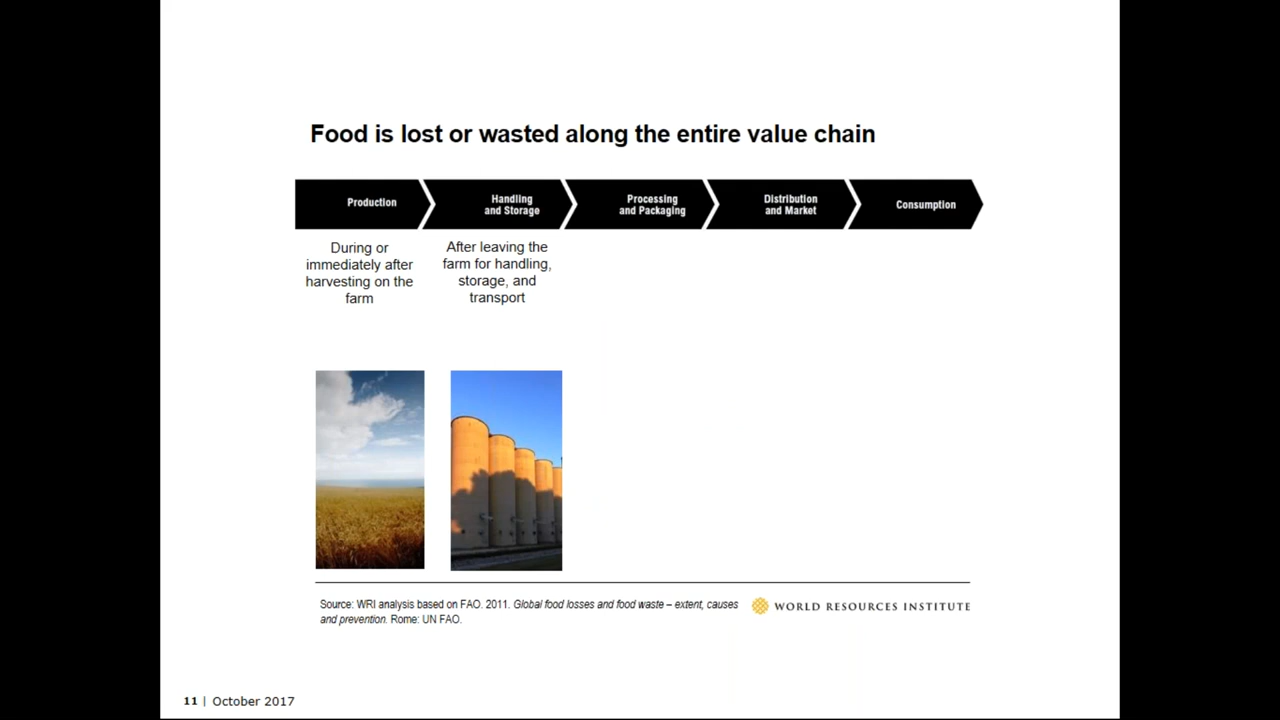 Food is lost or wasted along the entire value chain
Production
Handling
and Storage
Processing
and Packaging
Distribution
and Market
Consumption
During or
immediately after
harvesting on the
farm
After leaving the
farm for handling,
storage, and
transport
Source: WRI analysis based on FAO. 2011. Global food losses and food waste – extent, causes
and prevention. Rome: UN FAO.
WORLD RESOURCES INSTITUTE
11 | October 2017